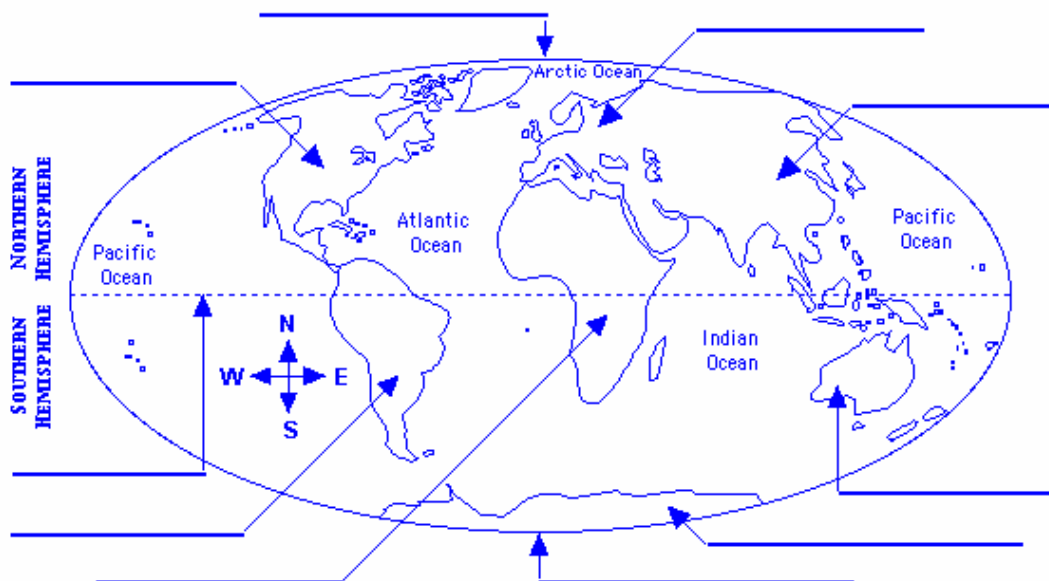 Arctic Ocean
NORTHERN
HEMISPHERE
Atlantic
Ocean
Pacific
Ocean
Pacific
Ocean
SOUTHERN
HEMISPHERE
N
W E
S
Indian
Ocean